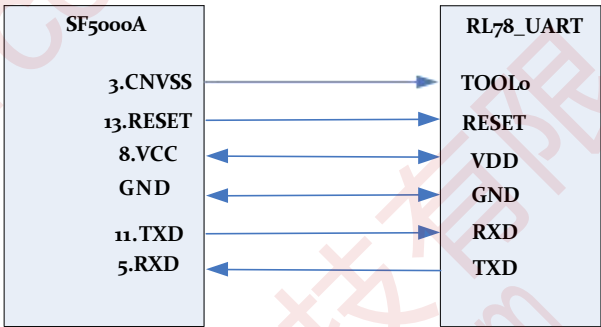 SF5000A
RL78_UART
3.CNVSS
TOOL0
13.RESET
RESET
8.VCC
VDD
GND
GND
11.TXD
RXD
5.RXD
TXD